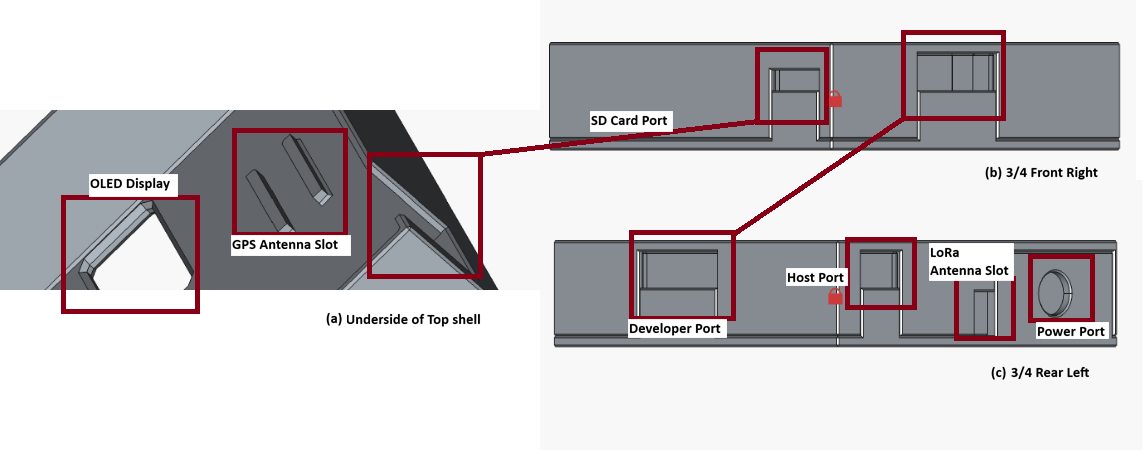 OLED Display
GPS Antenna Slot
(a) Underside of Top shell
SD Card Port
(b) 3/4 Front Right
Host Port
LoRa
Antenna Slot
Developer Port
Power Port
(c) 3/4 Rear Left